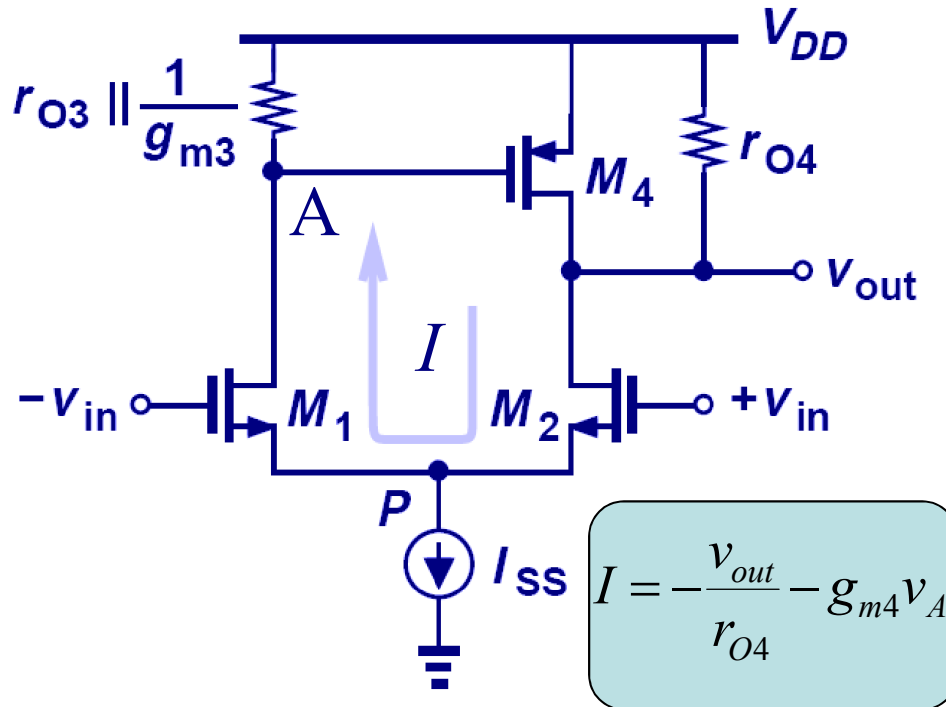 V_DD
r_O3 || 1/g_m3
r_O4
M_4
A
v_out
I
−v_in
M_1
M_2
+v_in
P
I_SS
I = −v_out/r_O4 − g_m4 v_A